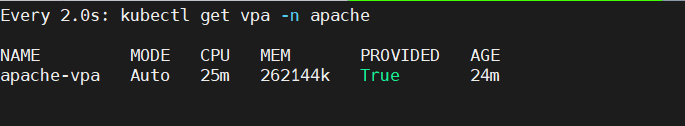 Every 2.0s: kubectl get vpa -n apache
NAME MODE CPU MEM PROVIDED AGE
apache-vpa Auto 25m 262144k True 24m